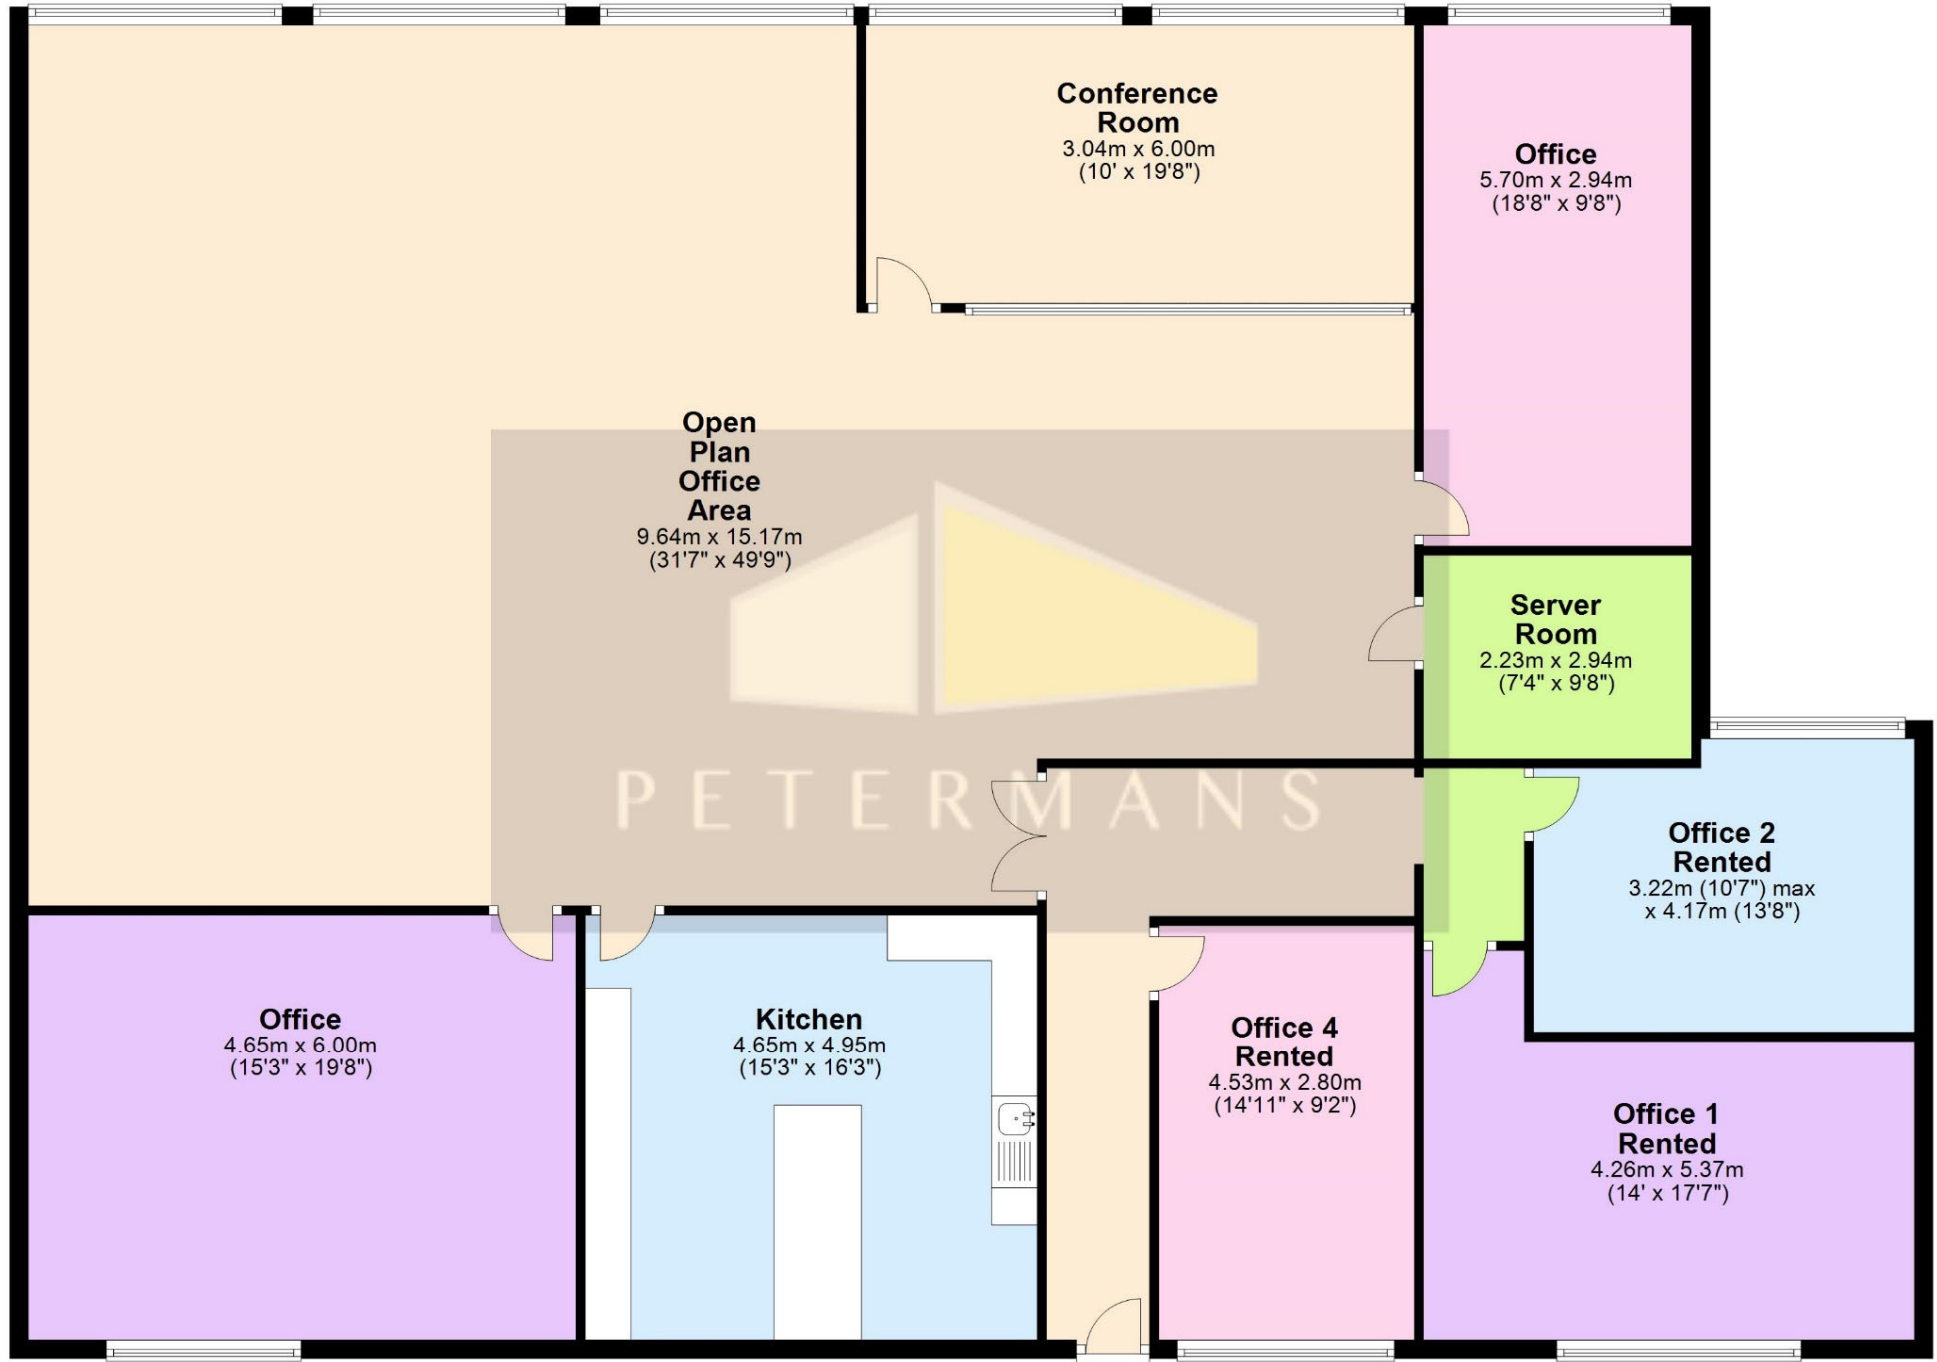 Conference
Room
3.04m x 6.00m
(10' x 19'8")
Office
5.70m x 2.94m
(18'8" x 9'8")
Open
Plan
Office
Area
9.64m x 15.17m
(31'7" x 49'9")
Server
Room
2.23m x 2.94m
(7'4" x 9'8")
PETERMANS
Office 2
Rented
3.22m (10'7") max
x 4.17m (13'8")
Office
4.65m x 6.00m
(15'3" x 19'8")
Kitchen
4.65m x 4.95m
(15'3" x 16'3")
Office 4
Rented
4.53m x 2.80m
(14'11" x 9'2")
Office 1
Rented
4.26m x 5.37m
(14' x 17'7")